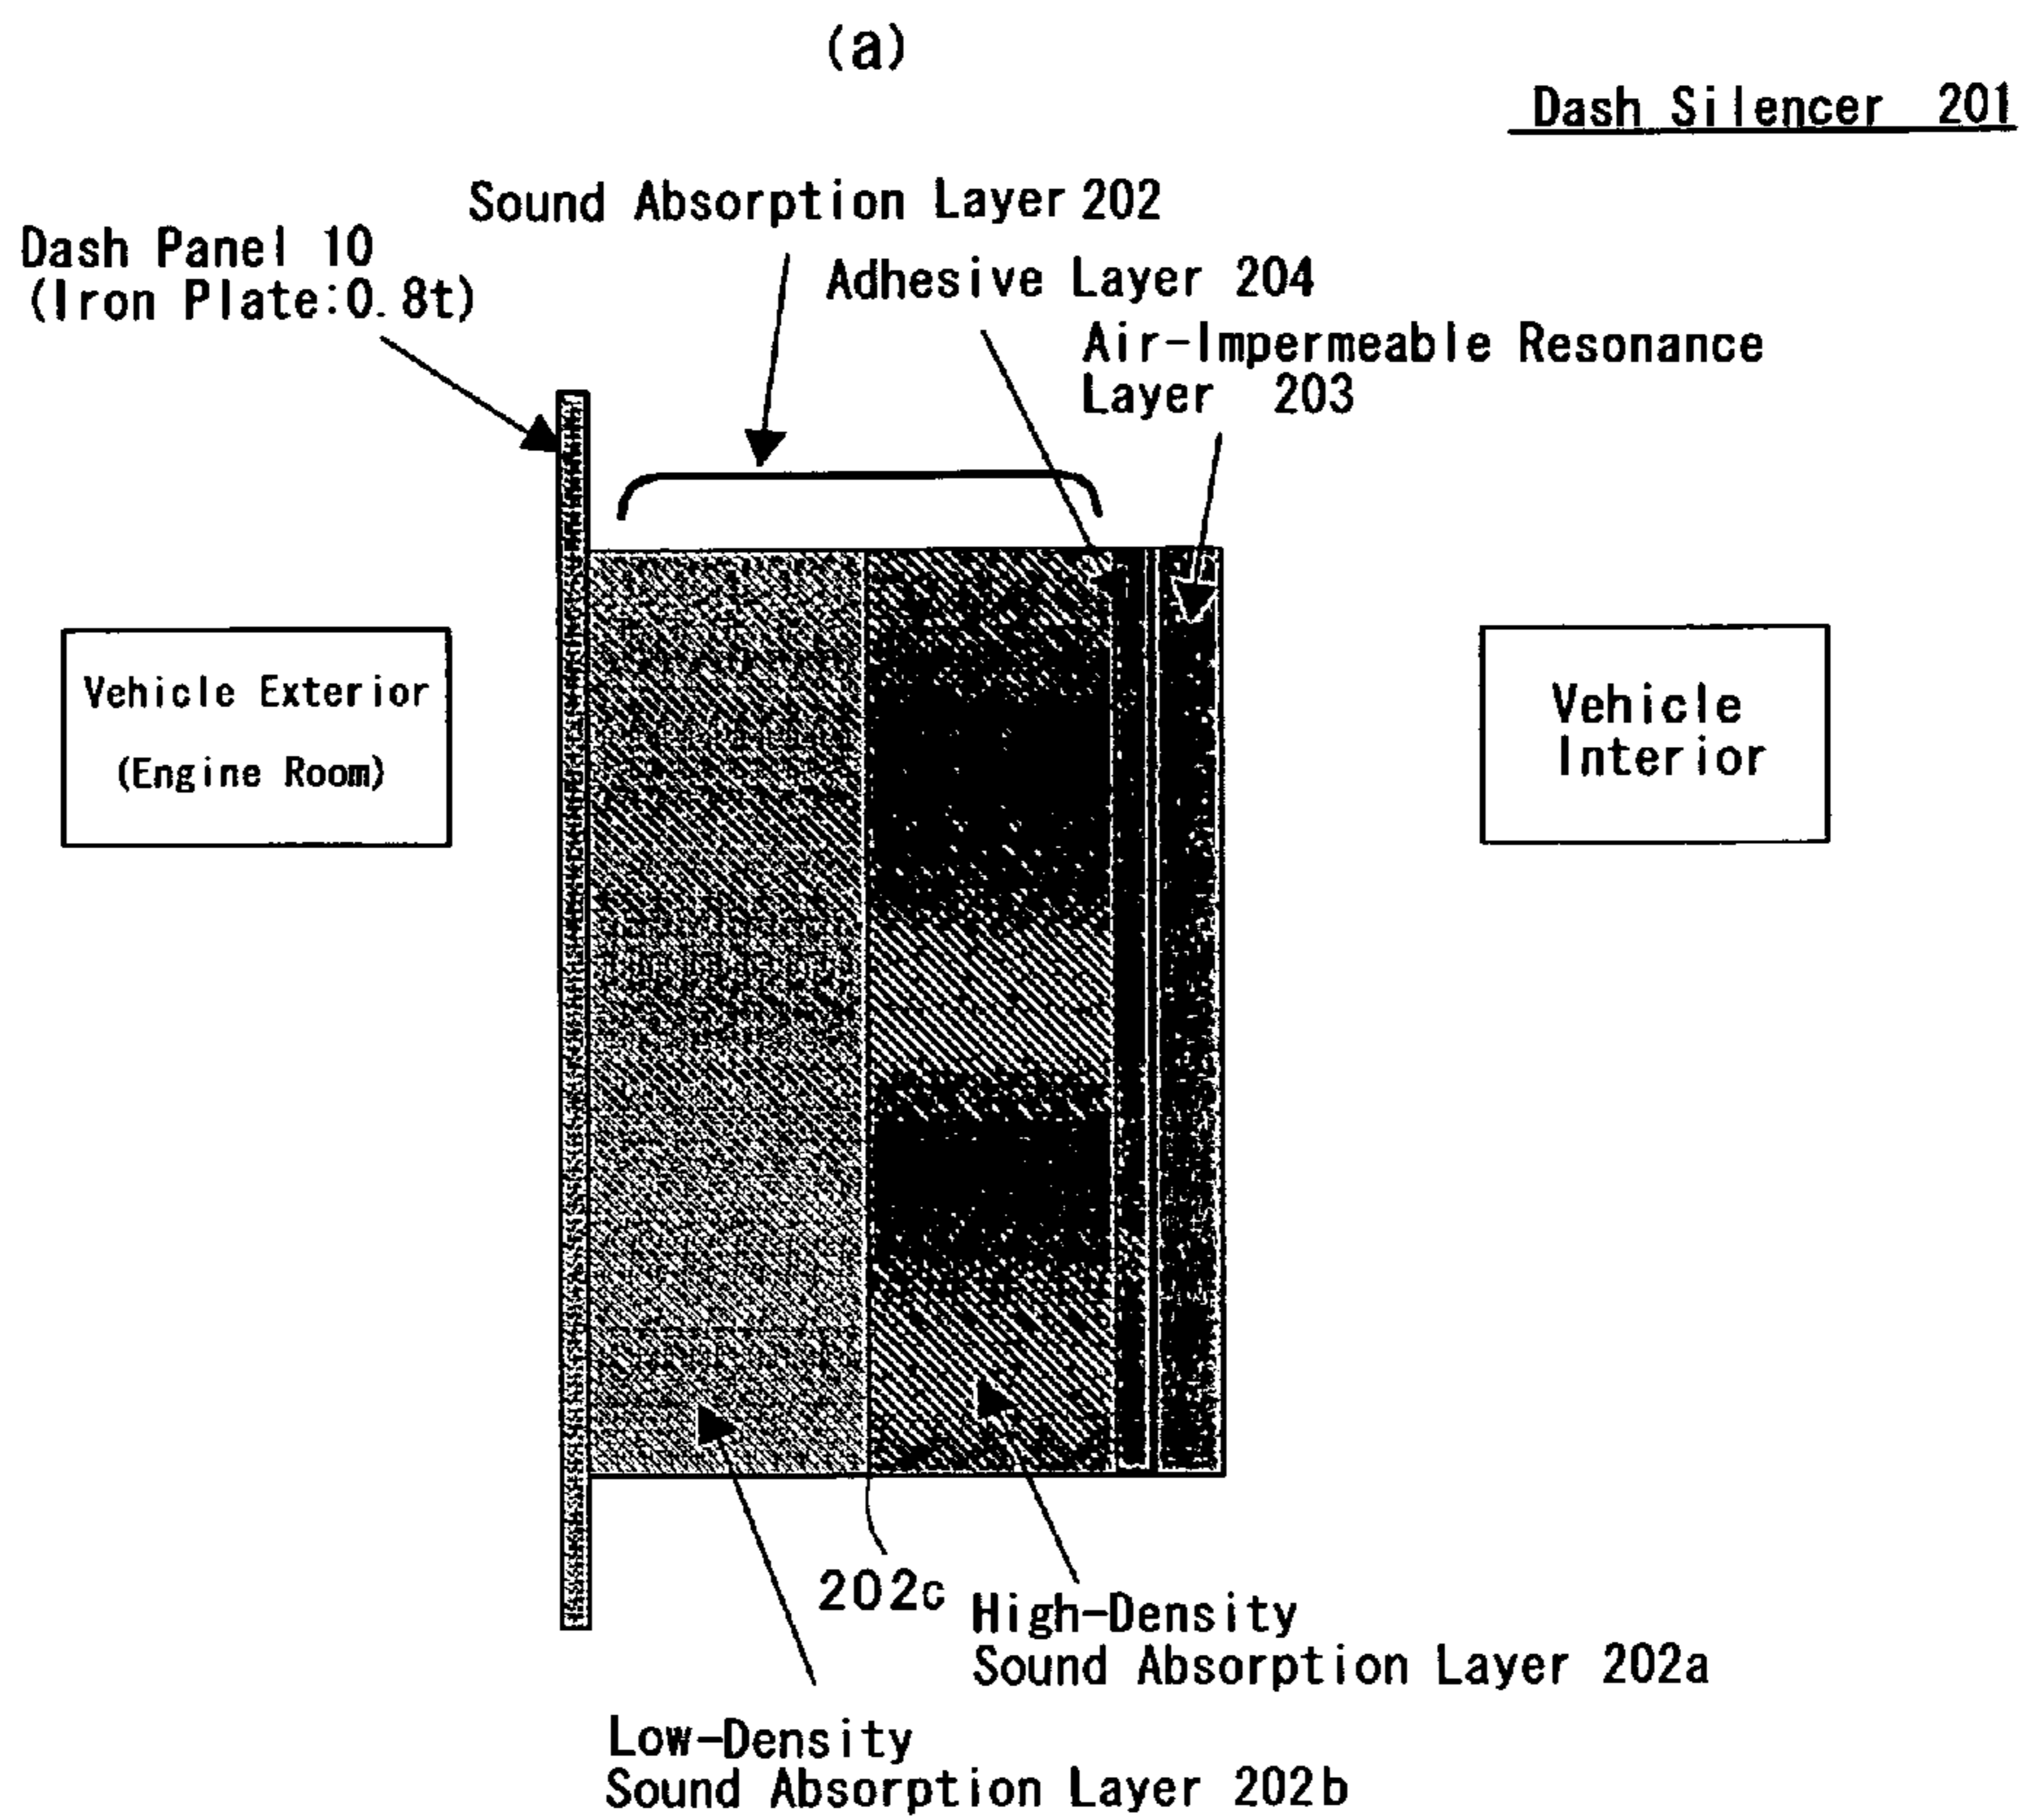 (a)
Dash Silencer 201
Sound Absorption Layer 202
Dash Panel 10
(Iron Plate:0.8t)
Adhesive Layer 204
Air-Impermeable Resonance
Layer 203
Vehicle Exterior
(Engine Room)
Vehicle
Interior
202c
High-Density
Sound Absorption Layer 202a
Low-Density
Sound Absorption Layer 202b